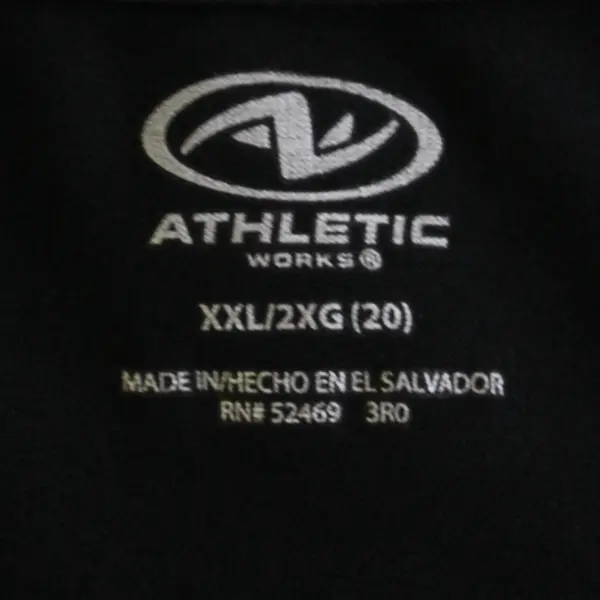 ATHLETIC
WORKS®
XXL/2XG (20)
MADE IN/HECHO EN EL SALVADOR
RN# 52469 3R0